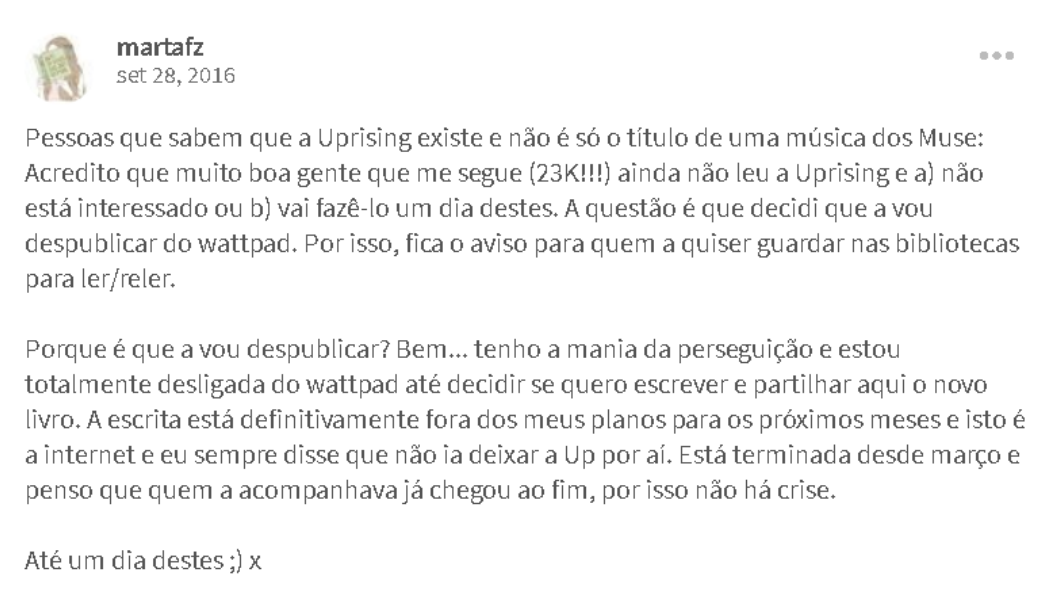 martafz
set 28, 2016
Pessoas que sabem que a Uprising existe e não é só o título de uma música dos Muse:
Acredito que muito boa gente que me segue (23K!!!) ainda não leu a Uprising e a) não
está interessado ou b) vai fazê-lo um dia destes. A questão é que decidi que a vou
despublicar do wattpad. Por isso, fica o aviso para quem a quiser guardar nas bibliotecas
para ler/reler.
Porque é que a vou despublicar? Bem... tenho a mania da perseguição e estou
totalmente desligada do wattpad até decidir se quero escrever e partilhar aqui o novo
livro. A escrita está definitivamente fora dos meus planos para os próximos meses e isto é
a internet e eu sempre disse que não ia deixar a Up por aí. Está terminada desde março e
penso que quem a acompanhava já chegou ao fim, por isso não há crise.
Até um dia destes ;) x